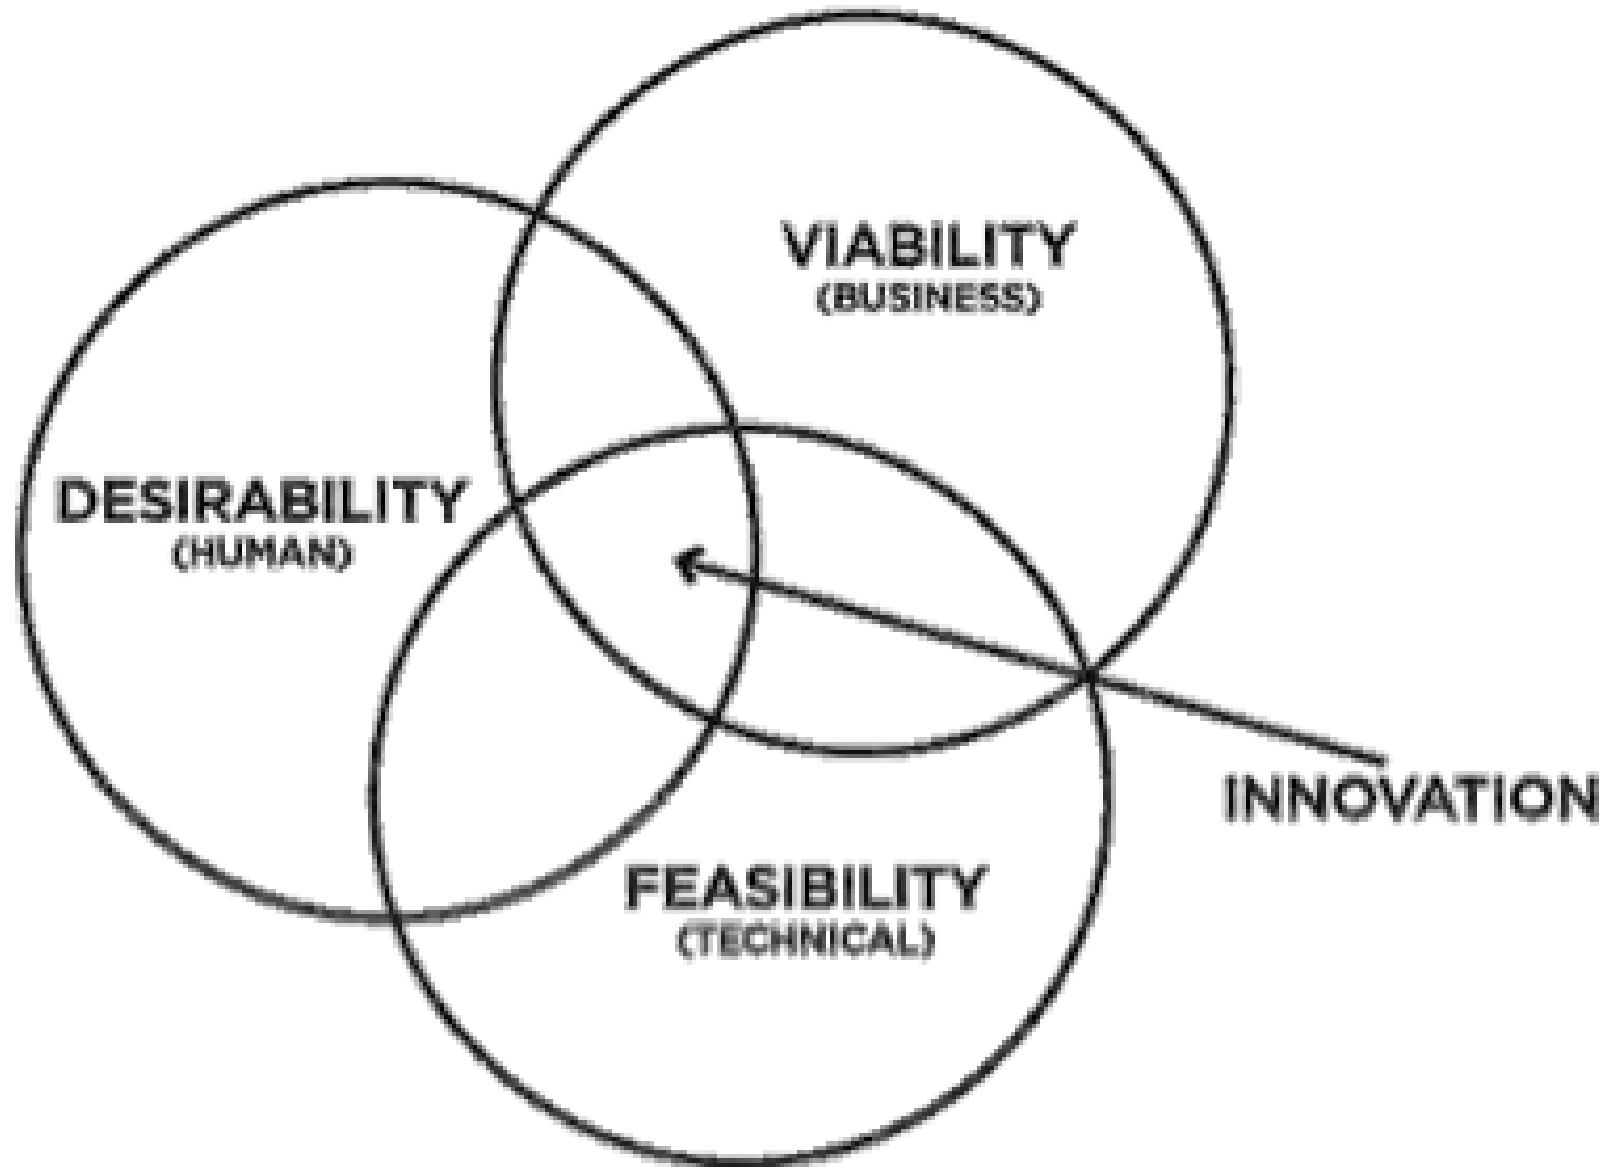 VIABILITY
(BUSINESS)
DESIRABILITY
(HUMAN)
INNOVATION
FEASIBILITY
(TECHNICAL)